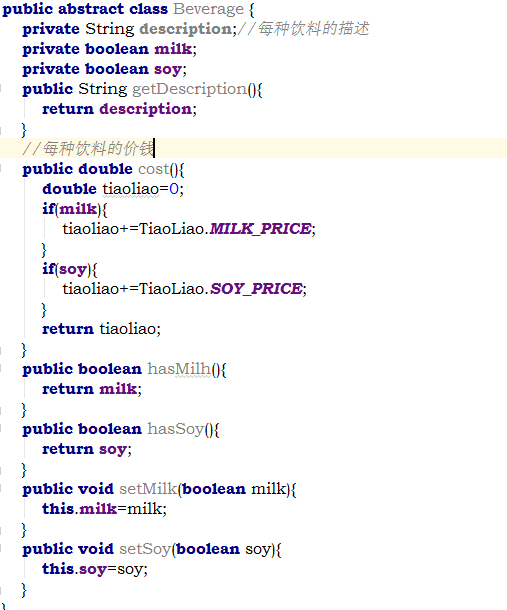 public abstract class Beverage {
private String description;//每种饮料的描述
private boolean milk;
private boolean soy;
public String getDescription(){
return description;
}
//每种饮料的价钱
public double cost(){
double tiaoliao=0;
if(milk){
tiaoliao+=TiaoLiao.MILK_PRICE;
}
if(soy){
tiaoliao+=TiaoLiao.SOY_PRICE;
}
return tiaoliao;
}
public boolean hasMilh(){
return milk;
}
public boolean hasSoy(){
return soy;
}
public void setMilk(boolean milk){
this.milk=milk;
}
public void setSoy(boolean soy){
this.soy=soy;
}
}